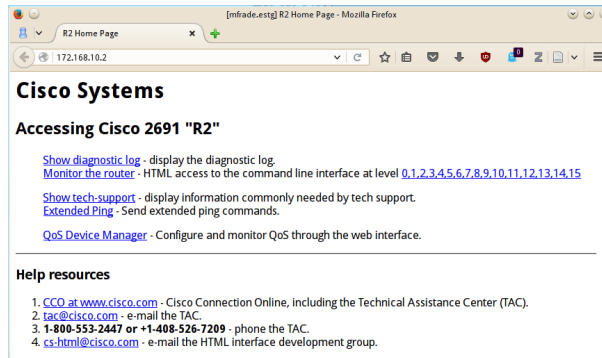 [mfrade.estg] R2 Home Page - Mozilla Firefox
R2 Home Page
172.168.10.2
0
Cisco Systems
Accessing Cisco 2691 "R2"
Show diagnostic log - display the diagnostic log.
Monitor the router - HTML access to the command line interface at level 0,1,2,3,4,5,6,7,8,9,10,11,12,13,14,15
Show tech-support - display information commonly needed by tech support.
Extended Ping - Send extended ping commands.
QoS Device Manager - Configure and monitor QoS through the web interface.
Help resources
1. CCO at www.cisco.com - Cisco Connection Online, including the Technical Assistance Center (TAC).
2. tac@cisco.com - e-mail the TAC.
3. 1-800-553-2447 or +1-408-526-7209 - phone the TAC.
4. cs-html@cisco.com - e-mail the HTML interface development group.